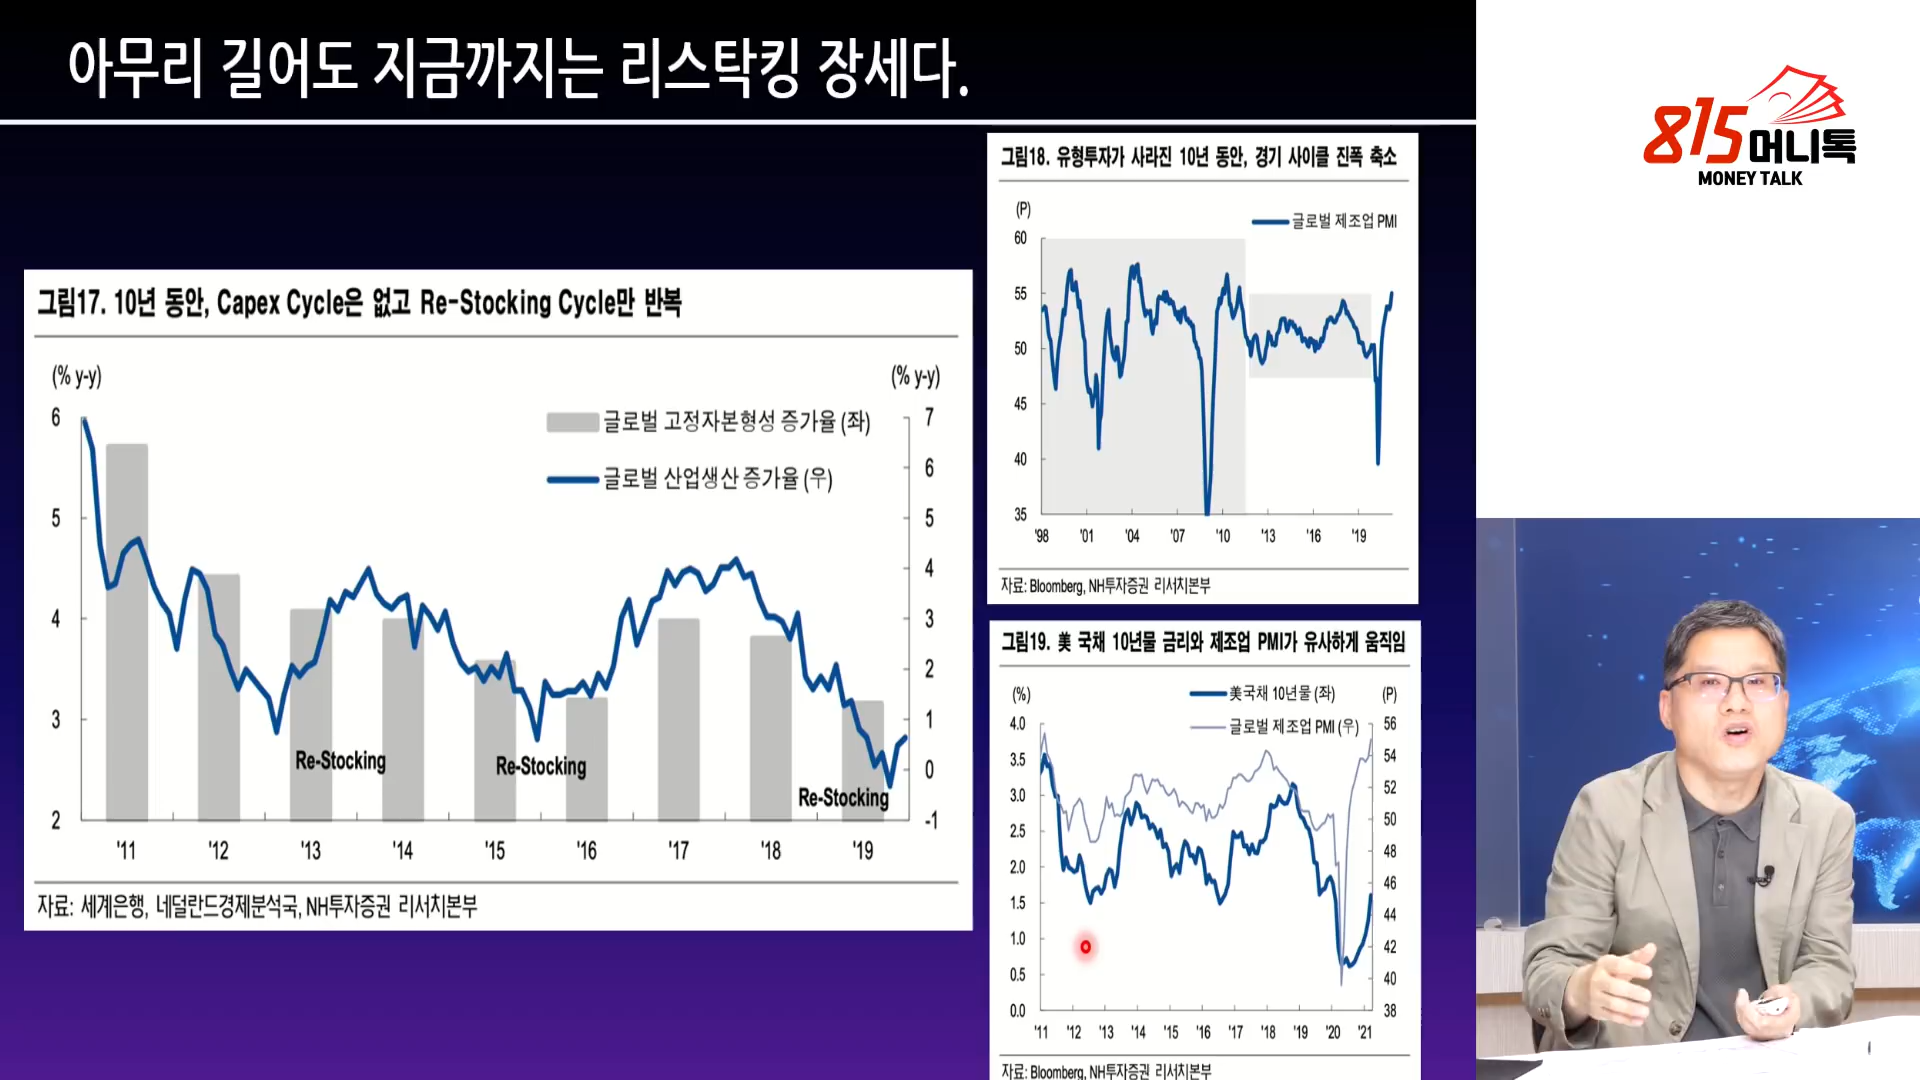 아무리 길어도 지금까지는 리스탁킹 장세다.
815머니톡
MONEY TALK
그림17. 10년 동안, Capex Cycle은 없고 Re-Stocking Cycle만 반복
(% y-y)
(% y-y)
글로벌 고정자본형성 증가율 (좌)
글로벌 산업생산 증가율 (우)
6
5
4
3
2
7
6
5
4
3
2
1
0
-1
Re-Stocking
Re-Stocking
Re-Stocking
'11 '12 '13 '14 '15 '16 '17 '18 '19
자료: 세계은행, 네덜란드경제분석국, NH투자증권 리서치본부
그림18. 유형투자가 사라진 10년 동안, 경기 사이클 진폭 축소
(P)
글로벌 제조업 PMI
60
55
50
45
40
35
'98 '01 '04 '07 '10 '13 '16 '19
자료: Bloomberg, NH투자증권 리서치본부
그림19. 美 국채 10년물 금리와 제조업 PMI가 유사하게 움직임
(%)
(P)
美국채 10년물 (좌)
글로벌 제조업 PMI (우)
4.0
3.5
3.0
2.5
2.0
1.5
1.0
0.5
0.0
56
54
52
50
48
46
44
42
40
38
'11 '12 '13 '14 '15 '16 '17 '18 '19 '20 '21
자료: Bloomberg, NH투자증권 리서치본부